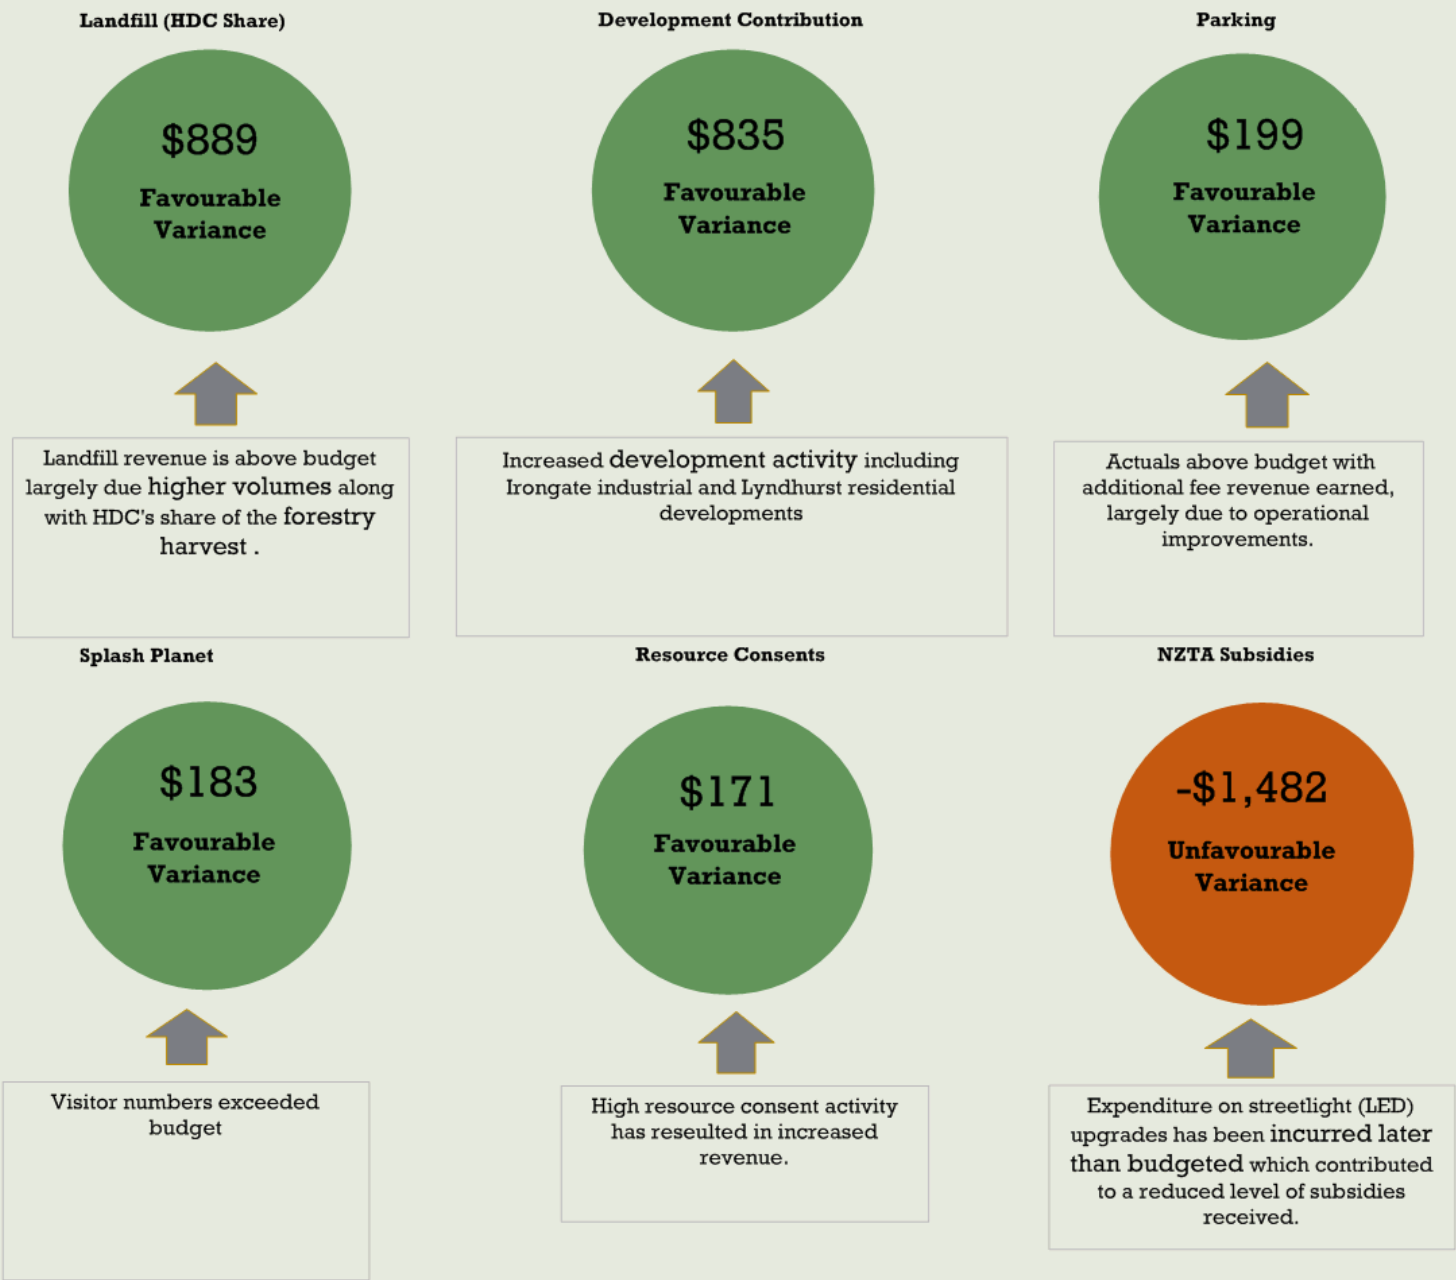 Landfill (HDC Share)
$889
Favourable
Variance
Landfill revenue is above budget
largely due higher volumes along
with HDC's share of the forestry
harvest .
Development Contribution
$835
Favourable
Variance
Increased development activity including
Irongate industrial and Lyndhurst residential
developments
Parking
$199
Favourable
Variance
Actuals above budget with
additional fee revenue earned,
largely due to operational
improvements.
Splash Planet
$183
Favourable
Variance
Visitor numbers exceeded
budget
Resource Consents
$171
Favourable
Variance
High resource consent activity
has reseulted in increased
revenue.
NZTA Subsidies
-$1,482
Unfavourable
Variance
Expenditure on streetlight (LED)
upgrades has been incurred later
than budgeted which contributed
to a reduced level of subsidies
received.